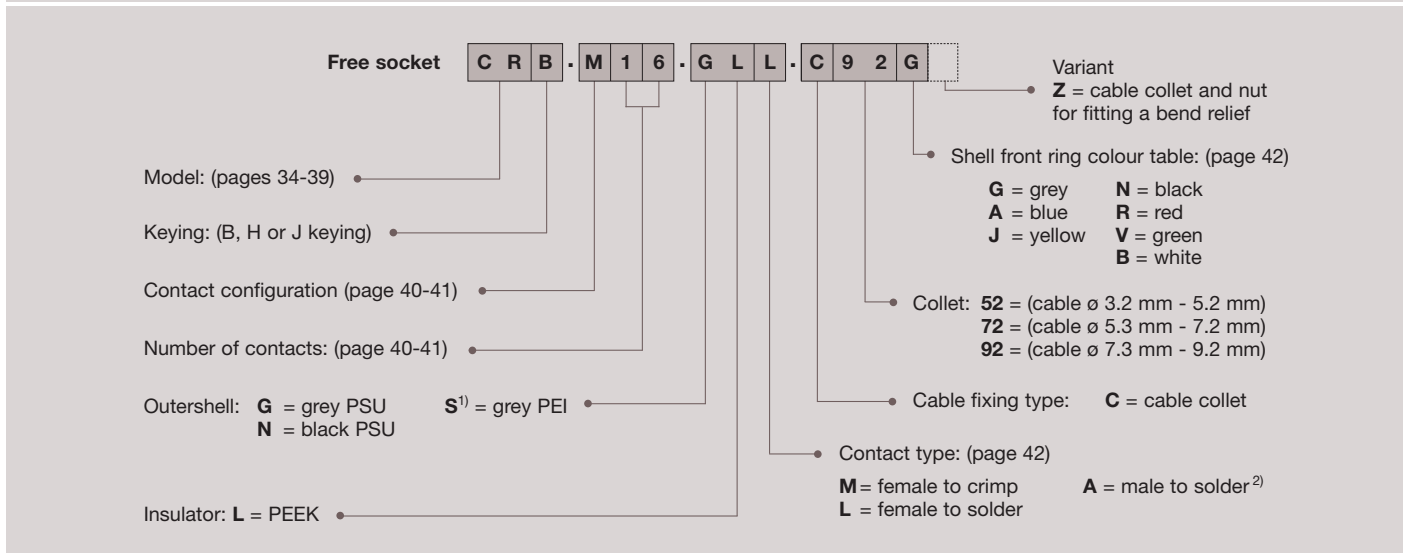 Free socket C R B . M 1 6 . G L L . C 9 2 G
Variant
Z = cable collet and nut
for fitting a bend relief
Shell front ring colour table: (page 42)
G = grey N = black
A = blue R = red
J = yellow V = green
B = white
Model: (pages 34-39)
Keying: (B, H or J keying)
Contact configuration (page 40-41)
Collet: 52 = (cable ø 3.2 mm - 5.2 mm)
72 = (cable ø 5.3 mm - 7.2 mm)
92 = (cable ø 7.3 mm - 9.2 mm)
Number of contacts: (page 40-41)
Outershell: G = grey PSU S1) = grey PEI
N = black PSU
Cable fixing type: C = cable collet
Contact type: (page 42)
M = female to crimp A = male to solder 2)
L = female to solder
Insulator: L = PEEK